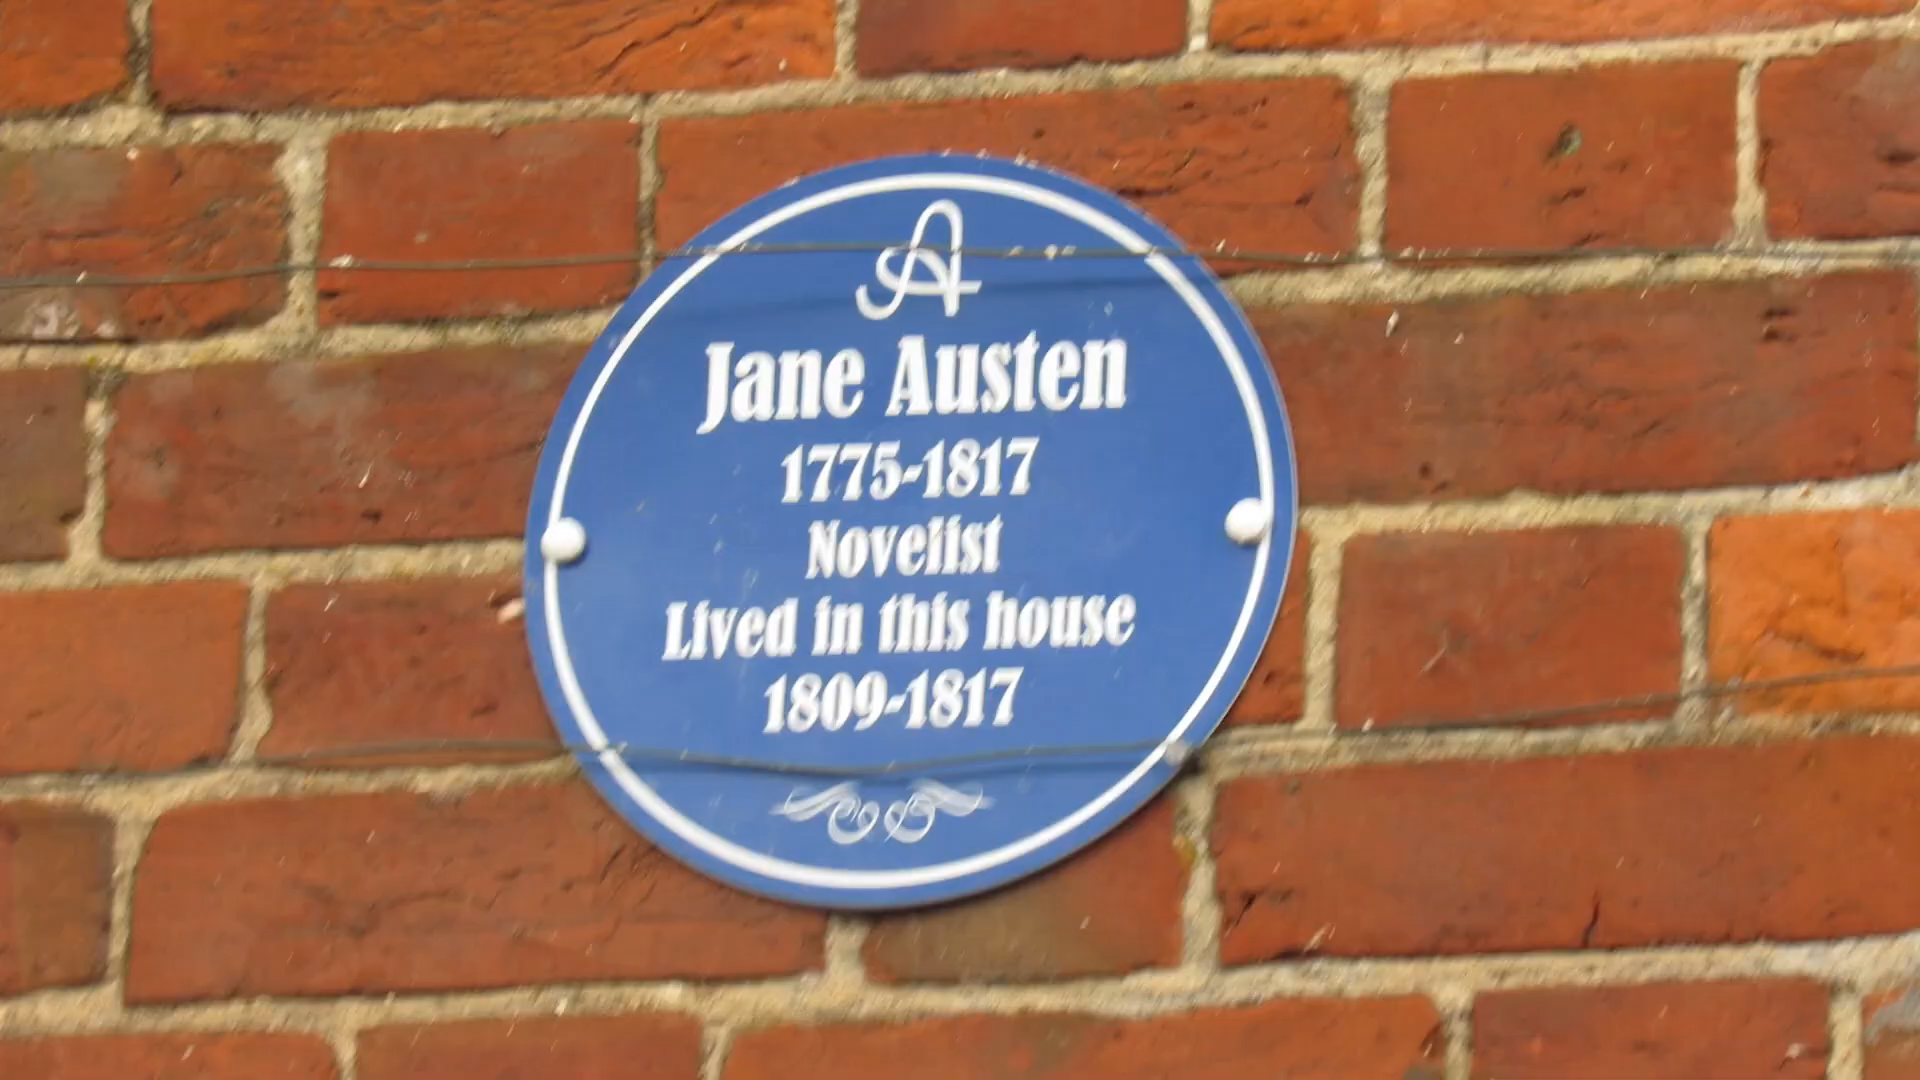 A
Jane Austen
1775-1817
Novelist
Lived in this house
1809-1817